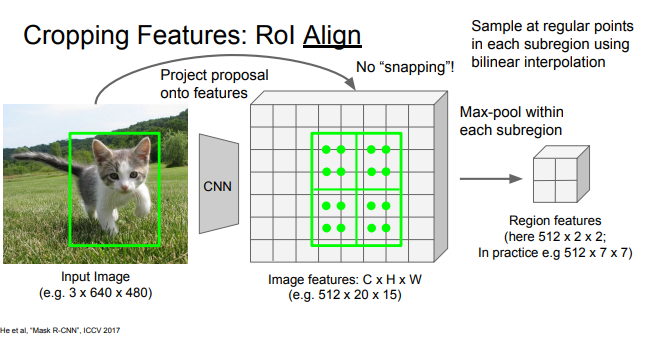 Cropping Features: RoI Align
Sample at regular points
in each subregion using
bilinear interpolation
Project proposal
onto features
No “snapping”!
Max-pool within
each subregion
CNN
Region features
(here 512 x 2 x 2;
In practice e.g 512 x 7 x 7)
Input Image
(e.g. 3 x 640 x 480)
Image features: C x H x W
(e.g. 512 x 20 x 15)
He et al, “Mask R-CNN”, ICCV 2017